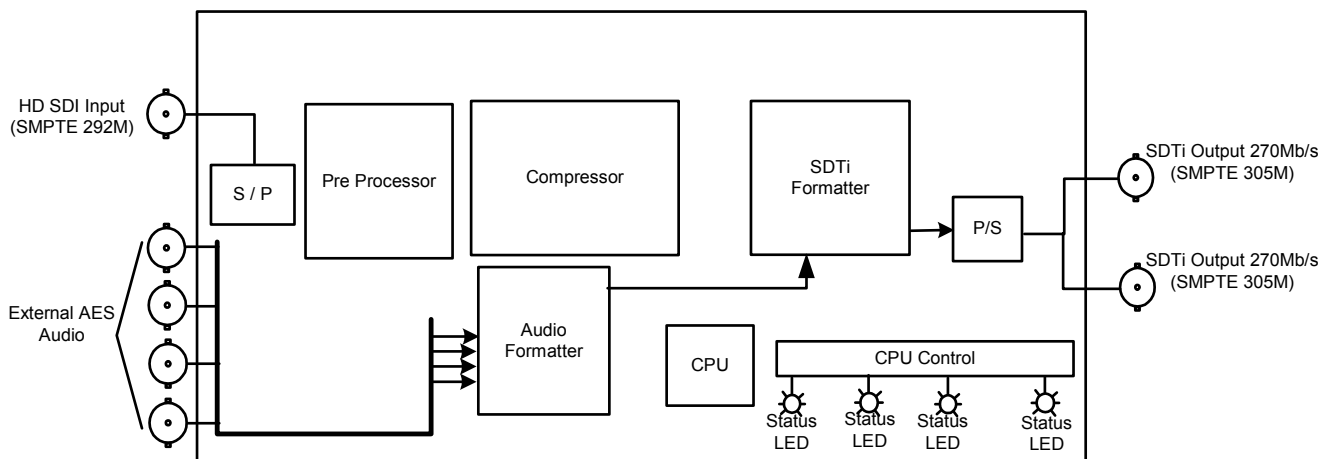 HD SDI Input
(SMPTE 292M)
S / P
Pre Processor
Compressor
SDTi
Formatter
P/S
SDTi Output 270Mb/s
(SMPTE 305M)
SDTi Output 270Mb/s
(SMPTE 305M)
External AES
Audio
Audio
Formatter
CPU
CPU Control
Status
LED
Status
LED
Status
LED
Status
LED